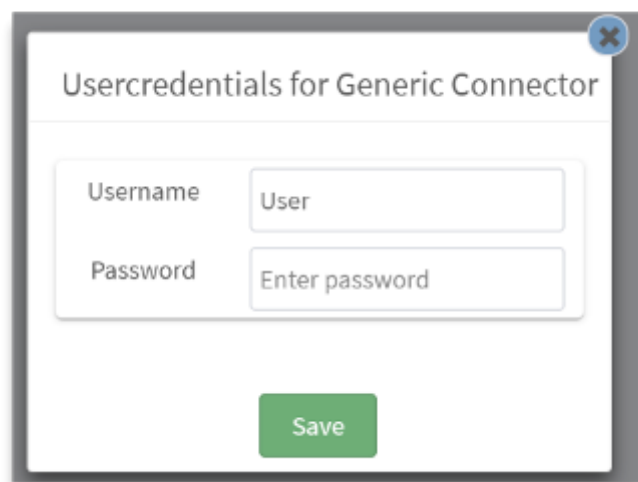 Usercredentials for Generic Connector
Username
User
Password
Enter password
Save